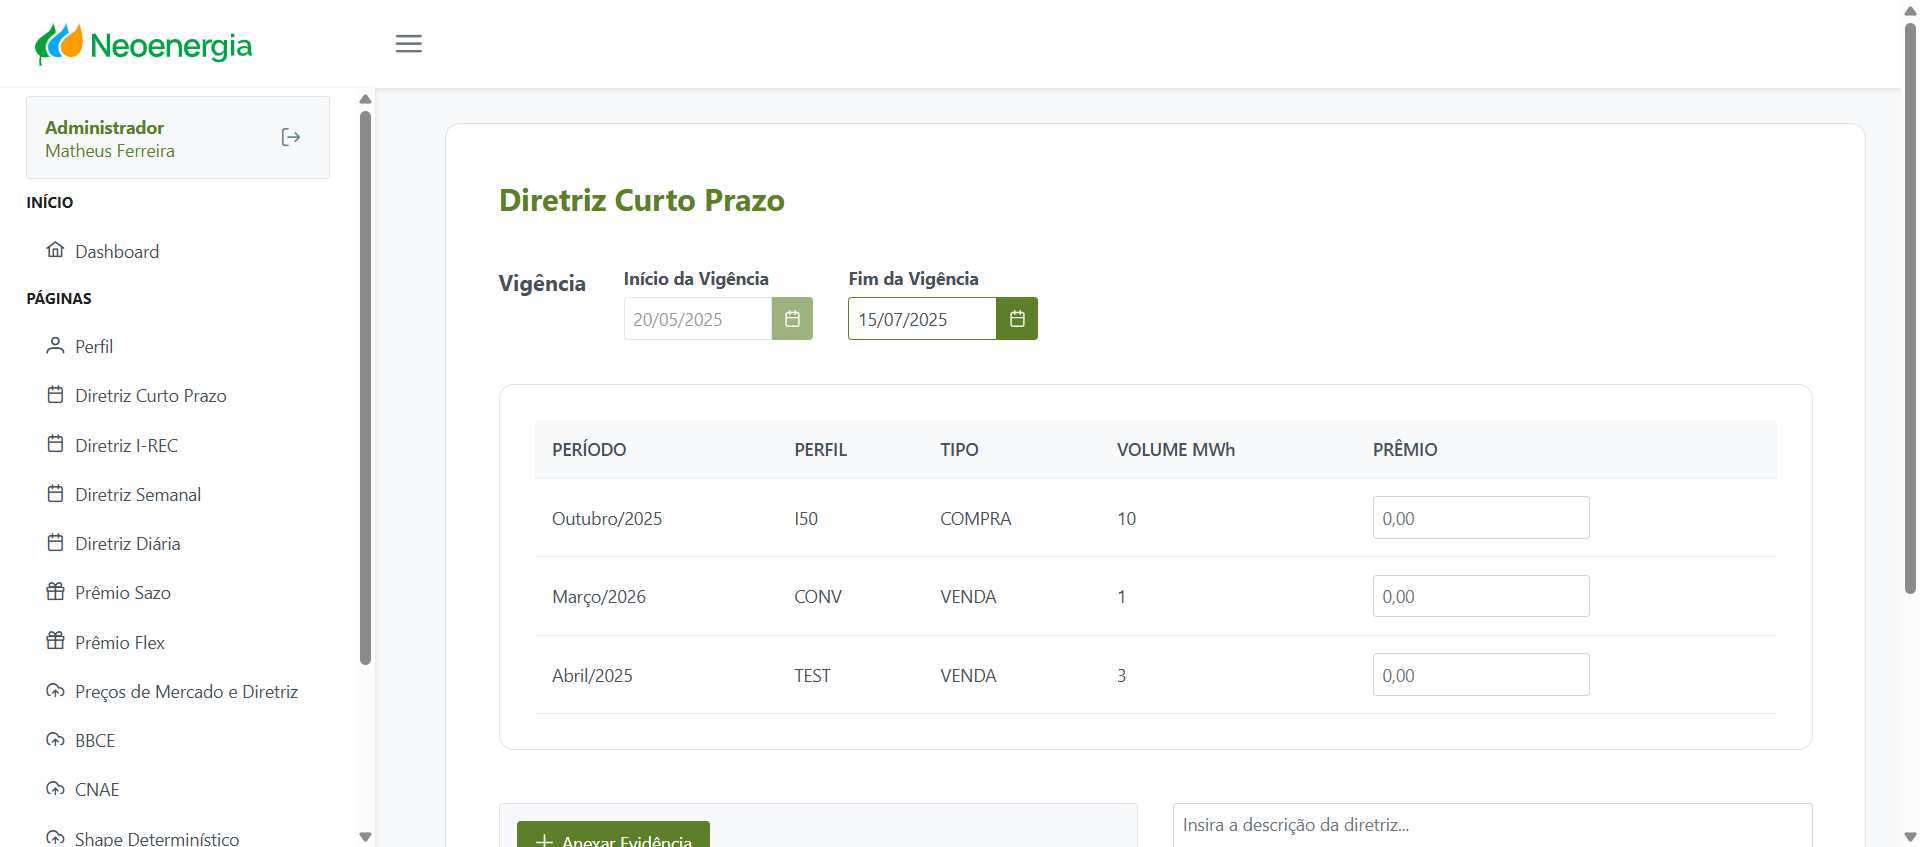 Neoenergia
Administrador
Matheus Ferreira
INÍCIO
Dashboard
PÁGINAS
Perfil
Diretriz Curto Prazo
Diretriz I-REC
Diretriz Semanal
Diretriz Diária
Prêmio Sazo
Prêmio Flex
Preços de Mercado e Diretriz
BBCE
CNAE
Shape Determinístico
Diretriz Curto Prazo
Vigência
Início da Vigência
Fim da Vigência
20/05/2025
15/07/2025
PERÍODO PERFIL TIPO VOLUME MWh PRÊMIO
Outubro/2025 I50 COMPRA 10 0,00
Março/2026 CONV VENDA 1 0,00
Abril/2025 TEST VENDA 3 0,00
Anexar Evidência
Insira a descrição da diretriz...